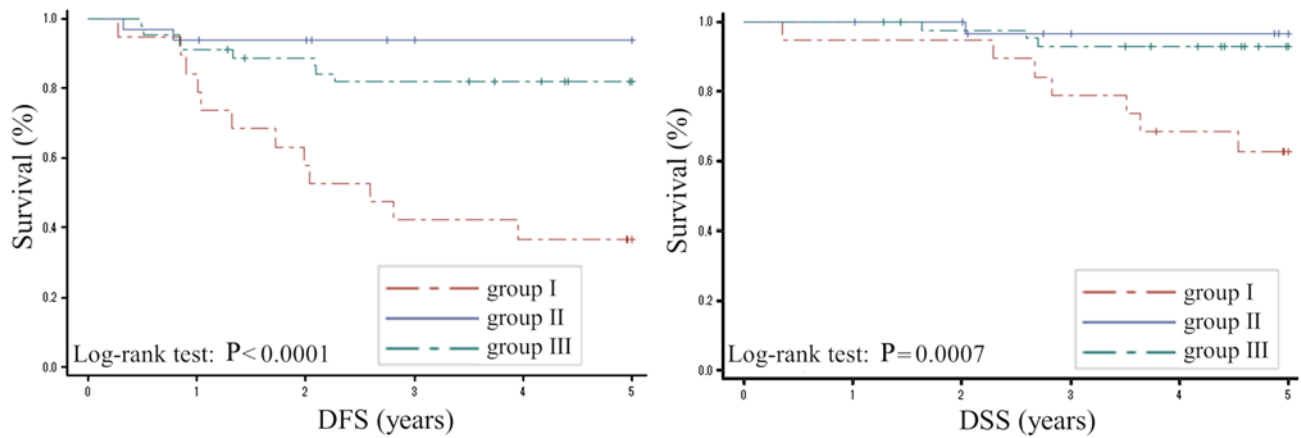 Survival (%)
1.0
0.8
0.6
0.4
0.2
0.0
group I
group II
group III
Log-rank test: P<0.0001
0 1 2 3 4 5
DFS (years)
Survival (%)
1.0
0.8
0.6
0.4
0.2
0.0
group I
group II
group III
Log-rank test: P=0.0007
0 1 2 3 4 5
DSS (years)